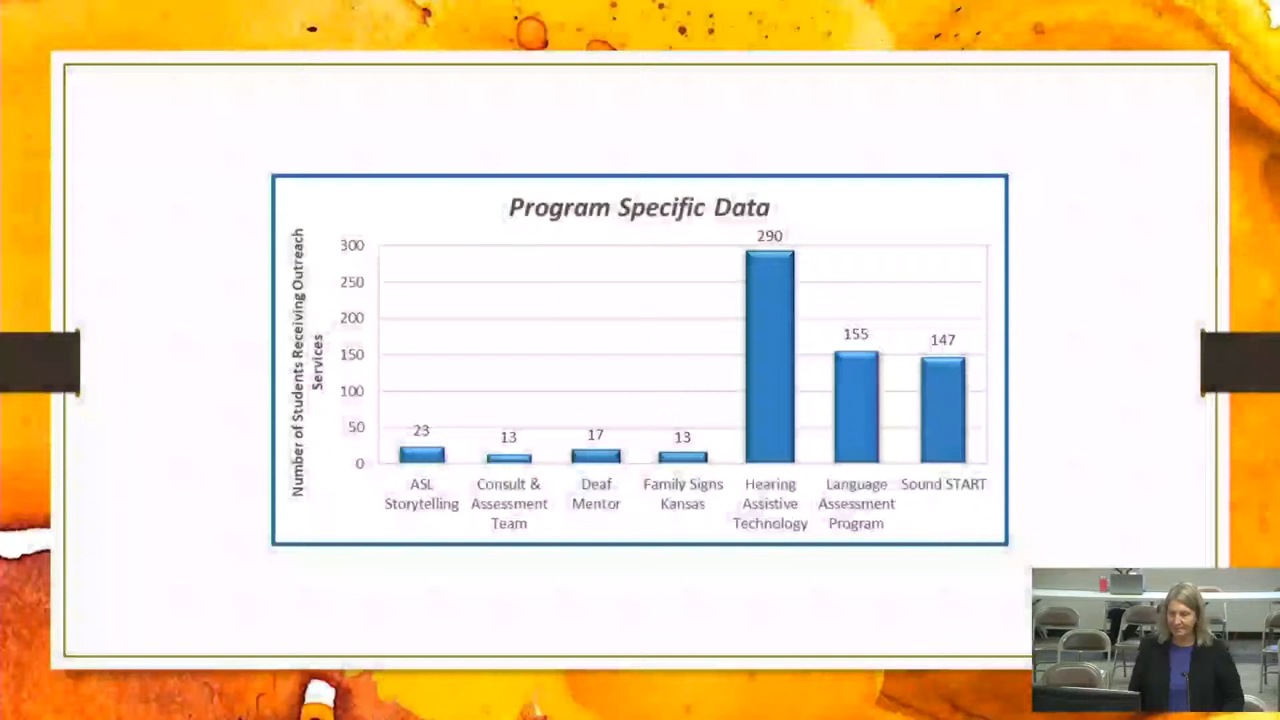 Program Specific Data
Number of Students Receiving Outreach
Services
300
250
200
150
100
50
0
23
13
17
13
290
155
147
ASL
Storytelling
Consult &
Assessment
Team
Deaf
Mentor
Family Signs
Kansas
Hearing
Assistive
Technology
Language
Assessment
Program
Sound START